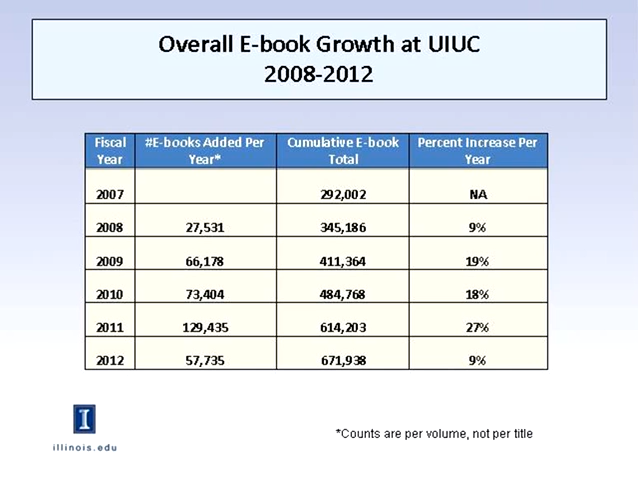 Overall E-book Growth at UIUC
2008-2012
Fiscal Year #E-books Added Per Year* Cumulative E-book Total Percent Increase Per Year
2007 292,002 NA
2008 27,531 345,186 9%
2009 66,178 411,364 19%
2010 73,404 484,768 18%
2011 129,435 614,203 27%
2012 57,735 671,938 9%
I
illinois.edu
*Counts are per volume, not per title